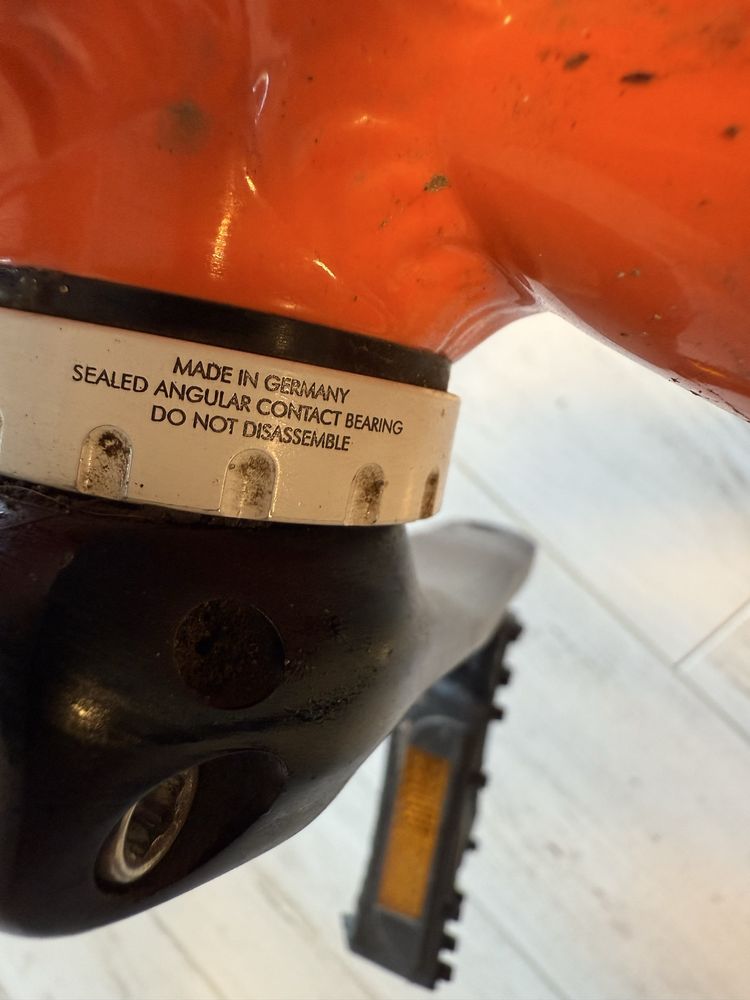 MADE IN GERMANY
SEALED ANGULAR CONTACT BEARING
DO NOT DISASSEMBLE